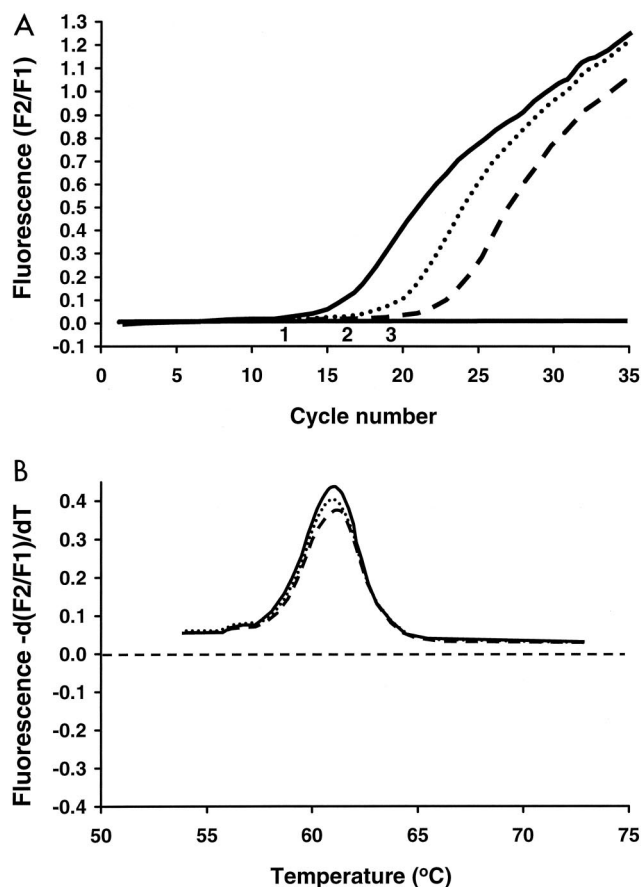 A
Fluorescence (F2/F1)
1.3
1.2
1.1
1.0
0.9
0.8
0.7
0.6
0.5
0.4
0.3
0.2
0.1
0.0
-0.1
1 2 3
0 5 10 15 20 25 30 35
Cycle number
B
Fluorescence -d(F2/F1)/dT
0.4
0.3
0.2
0.1
0.0
-0.1
-0.2
-0.3
-0.4
50 55 60 65 70 75
Temperature (oC)